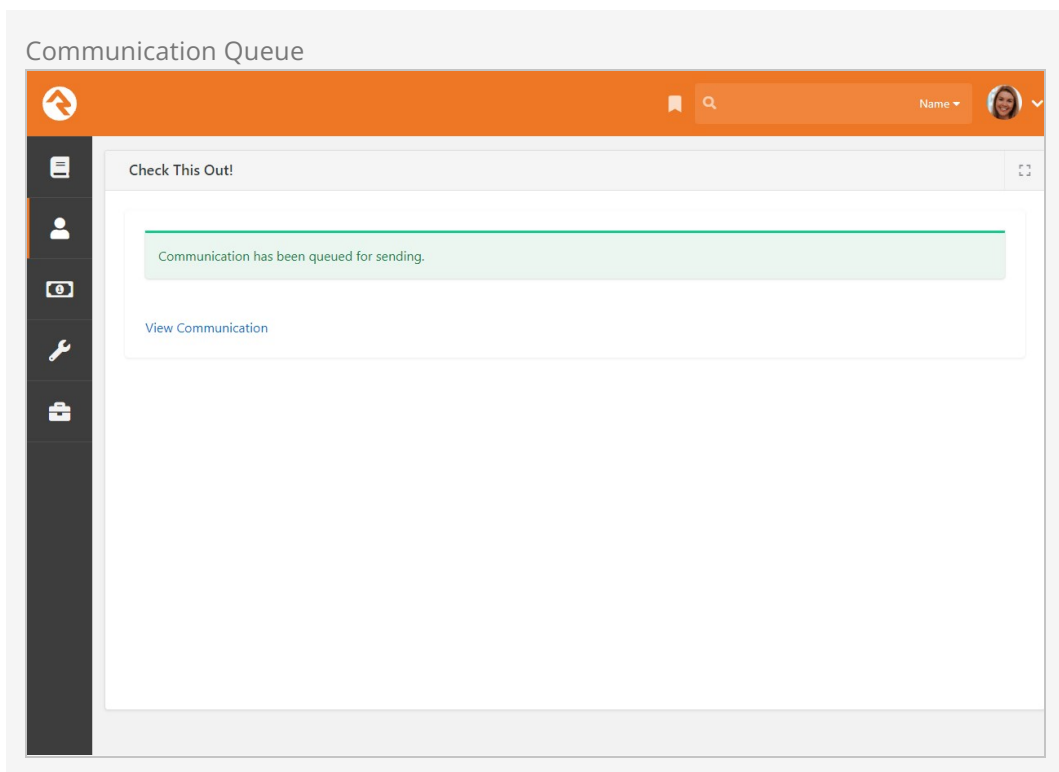 Communication Queue
Name
Check This Out!
Communication has been queued for sending.
View Communication